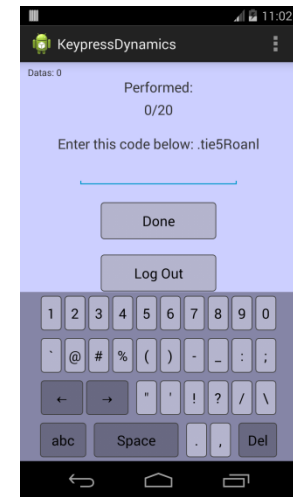 11:02
KeypressDynamics
Datas: 0
Performed:
0/20
Enter this code below: .tie5Roanl
Done
Log Out
1 2 3 4 5 6 7 8 9 0
` @ # % ( ) - _ : ;
← → " ' ! ? / \
abc Space . , Del